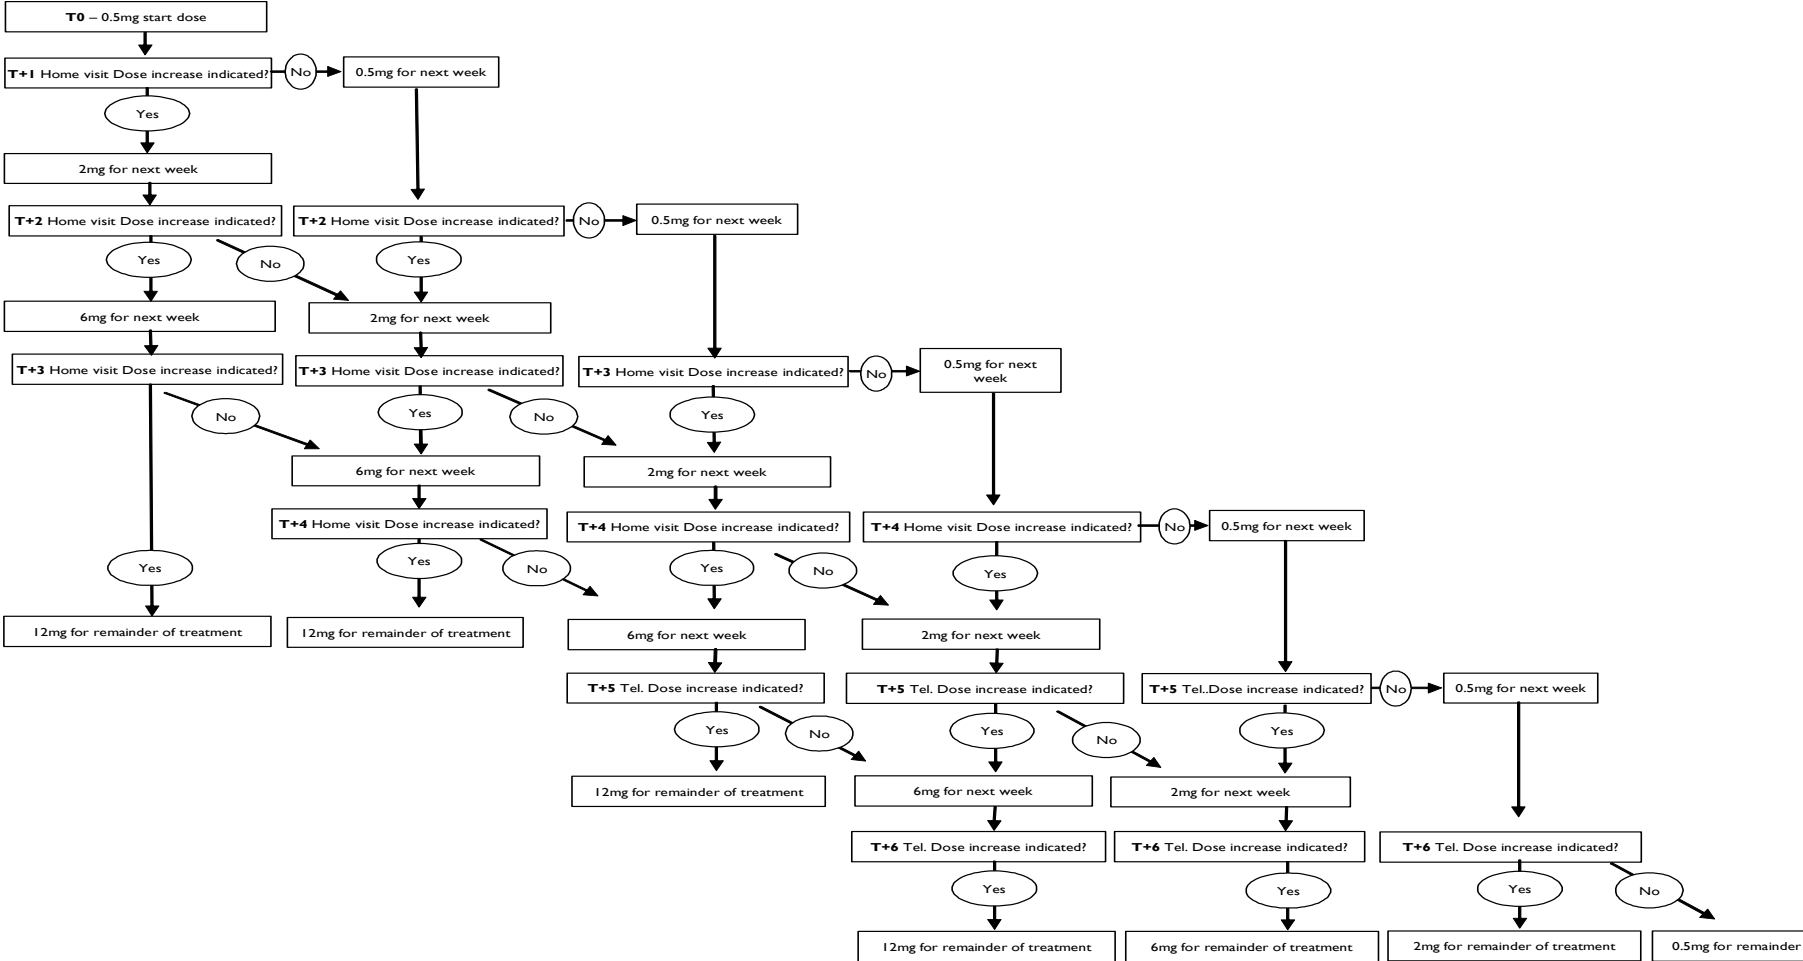 T0 – 0.5mg start dose
T+1 Home visit Dose increase indicated?
No
0.5mg for next week
Yes
2mg for next week
T+2 Home visit Dose increase indicated?
T+2 Home visit Dose increase indicated?
No
0.5mg for next week
Yes
No
Yes
6mg for next week
2mg for next week
T+3 Home visit Dose increase indicated?
T+3 Home visit Dose increase indicated?
T+3 Home visit Dose increase indicated?
No
0.5mg for next
week
No
Yes
No
Yes
6mg for next week
2mg for next week
T+4 Home visit Dose increase indicated?
T+4 Home visit Dose increase indicated?
T+4 Home visit Dose increase indicated?
No
0.5mg for next week
Yes
Yes
No
Yes
No
Yes
12mg for remainder of treatment
12mg for remainder of treatment
6mg for next week
2mg for next week
T+5 Tel. Dose increase indicated?
T+5 Tel. Dose increase indicated?
T+5 Tel..Dose increase indicated?
No
0.5mg for next week
Yes
No
Yes
No
Yes
12mg for remainder of treatment
6mg for next week
2mg for next week
T+6 Tel. Dose increase indicated?
T+6 Tel. Dose increase indicated?
T+6 Tel. Dose increase indicated?
Yes
Yes
Yes
No
12mg for remainder of treatment
6mg for remainder of treatment
2mg for remainder of treatment
0.5mg for remainder